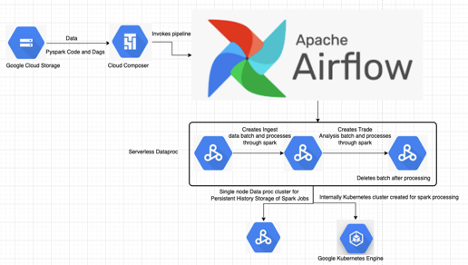 Data
Invokes pipeline
Pyspark Code and Dags
Google Cloud Storage
Cloud Composer
Apache
Airflow
Creates Ingest
data batch and processes
through spark
Creates Trade
Analysis batch and processes
through spark
Serverless Dataproc
Deletes batch after processing
Single node Data proc cluster for
Persistent History Storage of Spark Jobs
Internally Kubernetes cluster created for spark processing
Google Kubernetes Engine